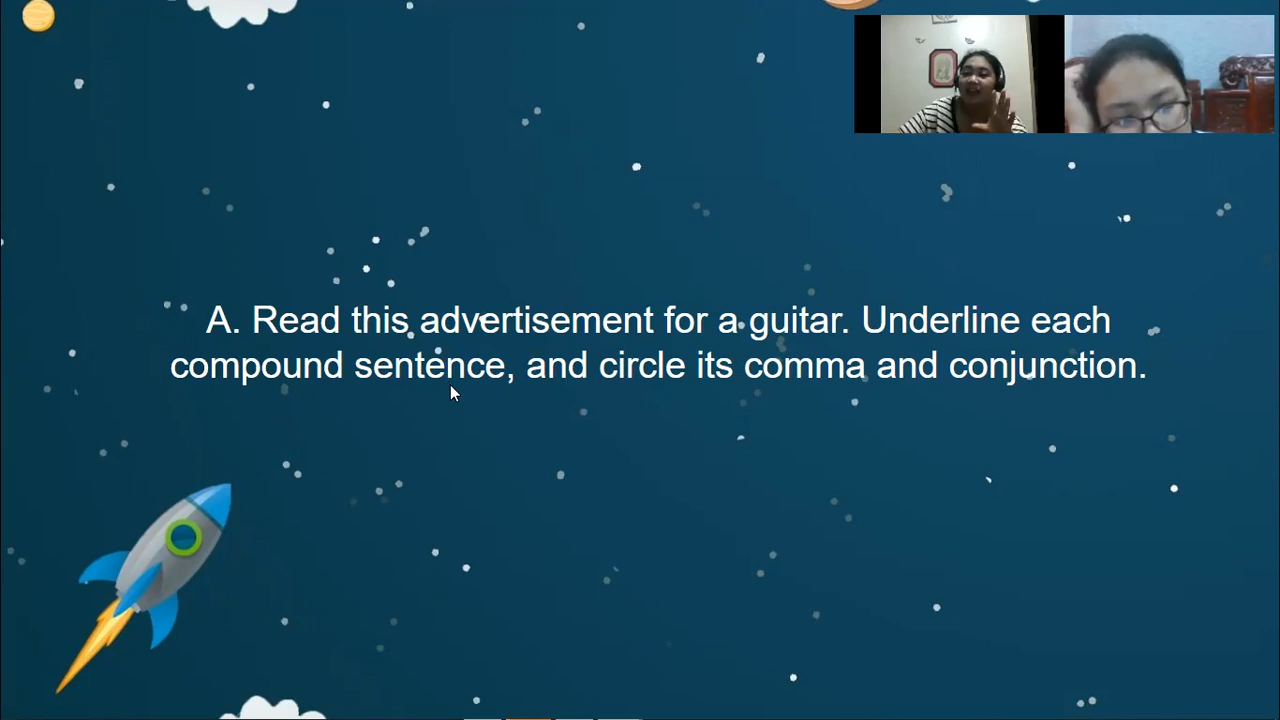 A. Read this advertisement for a guitar. Underline each
compound sentence, and circle its comma and conjunction.